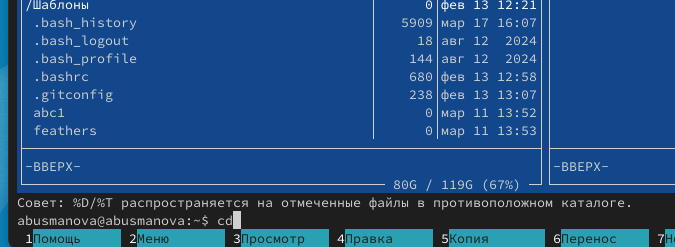 /Шаблоны 0 фев 13 12:21
.bash_history 5909 мар 17 16:07
.bash_logout 18 авг 12 2024
.bash_profile 144 авг 12 2024
.bashrc 680 фев 13 12:58
.gitconfig 238 фев 13 13:07
abc1 0 мар 11 13:52
feathers 0 мар 11 13:53
-ВВЕРХ- -ВВЕРХ-
80G / 119G (67%)
Совет: %D/%T распространяется на отмеченные файлы в противоположном каталоге.
abusmanova@abusmanova:~$ cd
1Помощь 2Меню 3Просмотр 4Правка 5Копия 6Перенос 7